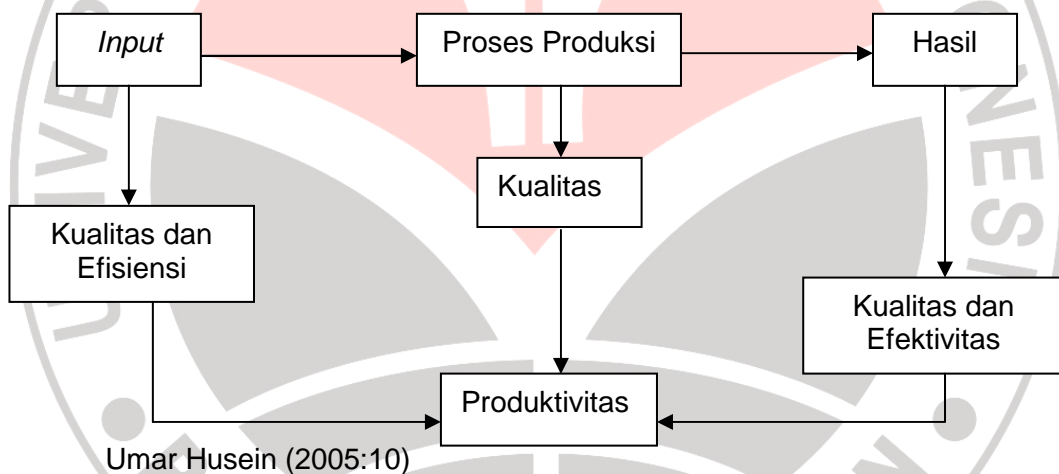 Input
Proses Produksi
Hasil
Kualitas
Kualitas dan
Efisiensi
Kualitas dan
Efektivitas
Produktivitas
Umar Husein (2005:10)